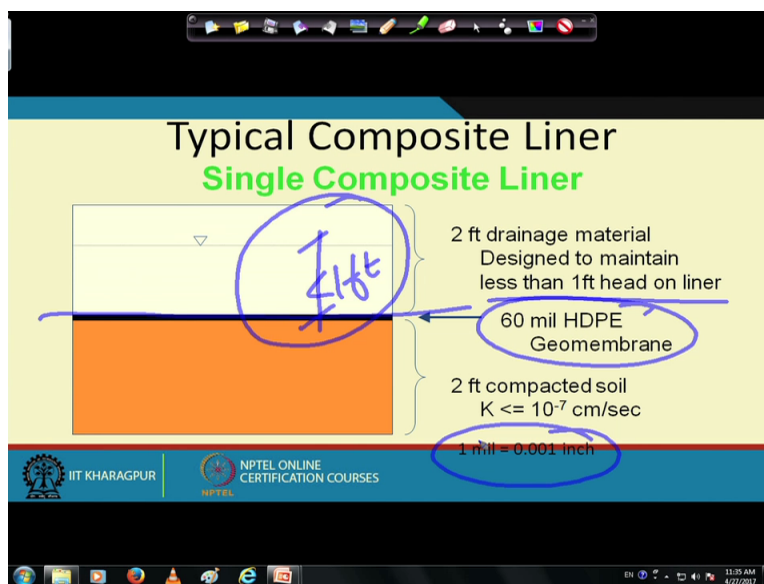 Typical Composite Liner
Single Composite Liner
<1ft
2 ft drainage material
Designed to maintain
less than 1ft head on liner
60 mil HDPE
Geomembrane
2 ft compacted soil
K <= 10-7 cm/sec
1 mil = 0.001 inch
IIT KHARAGPUR
NPTEL
NPTEL ONLINE
CERTIFICATION COURSES
EN
11:35 AM
4/27/2017